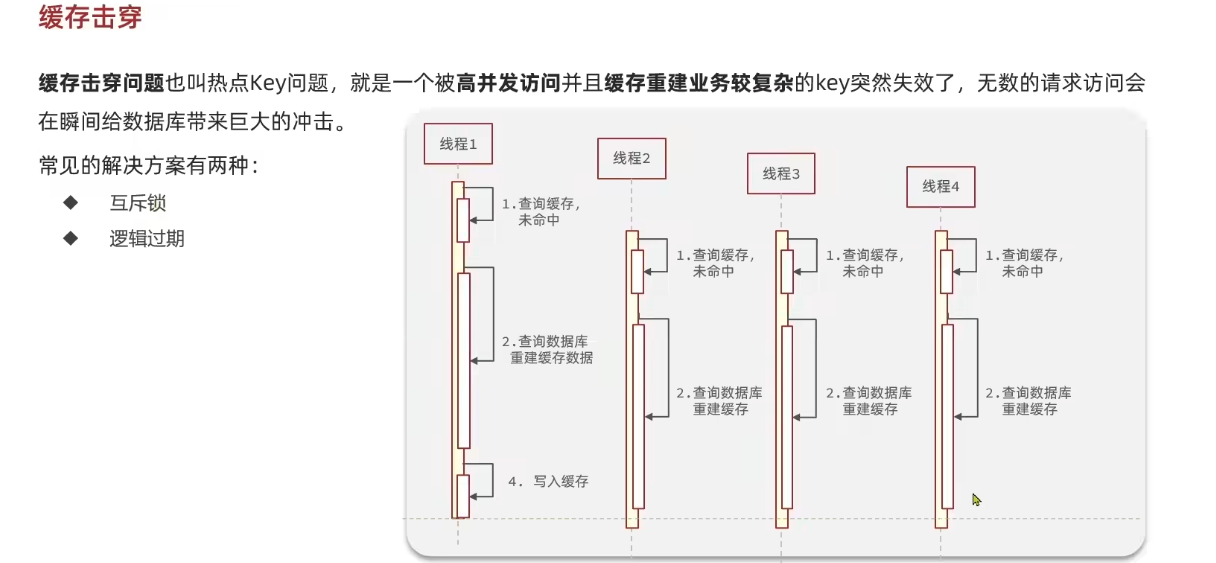 缓存击穿
缓存击穿问题也叫热点Key问题，就是一个被高并发访问并且缓存重建业务较复杂的key突然失效了，无数的请求访问会
在瞬间给数据库带来巨大的冲击。
常见的解决方案有两种：
◆ 互斥锁
◆ 逻辑过期
线程1
1.查询缓存，
未命中
2.查询数据库
重建缓存数据
4. 写入缓存
线程2
1.查询缓存，
未命中
2.查询数据库
重建缓存
线程3
1.查询缓存，
未命中
2.查询数据库
重建缓存
线程4
1.查询缓存，
未命中
2.查询数据库
重建缓存